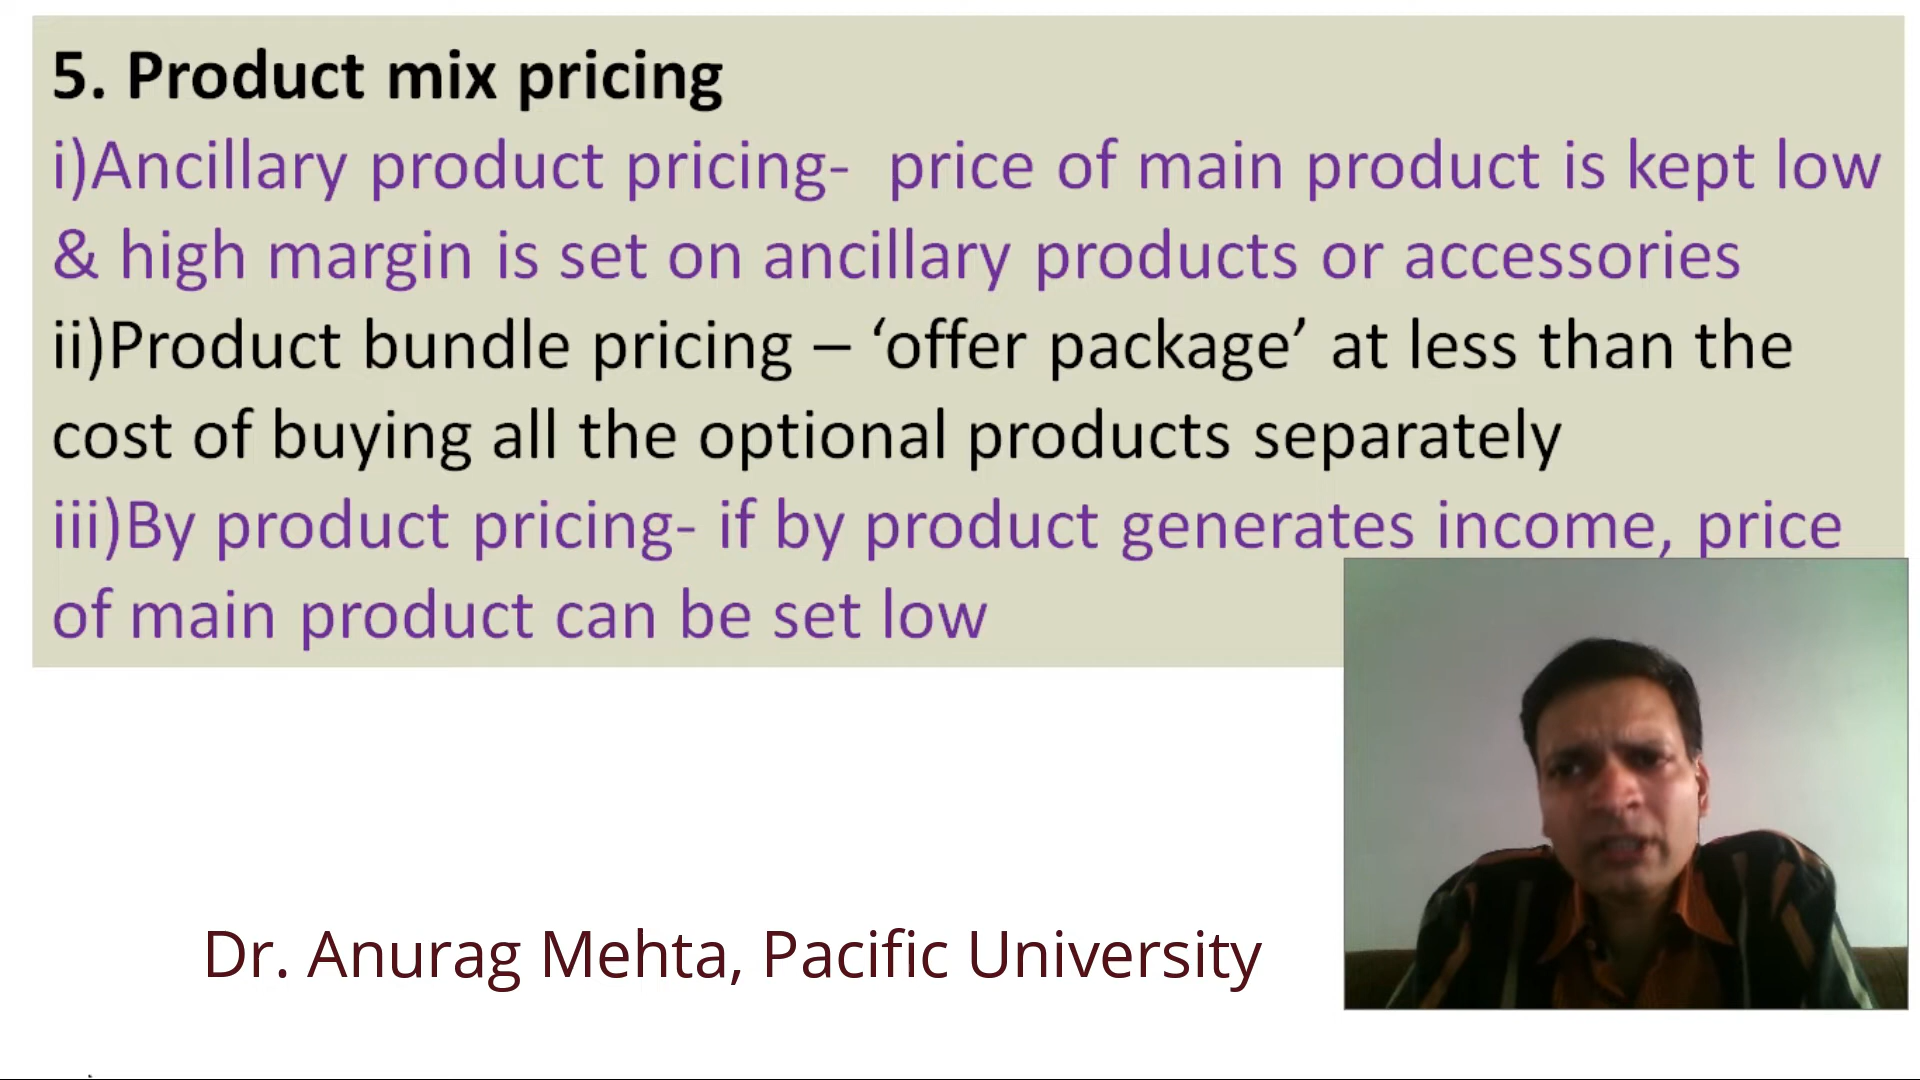 5. Product mix pricing
i)Ancillary product pricing-  price of main product is kept low
& high margin is set on ancillary products or accessories
ii)Product bundle pricing – ‘offer package’ at less than the
cost of buying all the optional products separately
iii)By product pricing- if by product generates income, price
of main product can be set low
Dr. Anurag Mehta, Pacific University